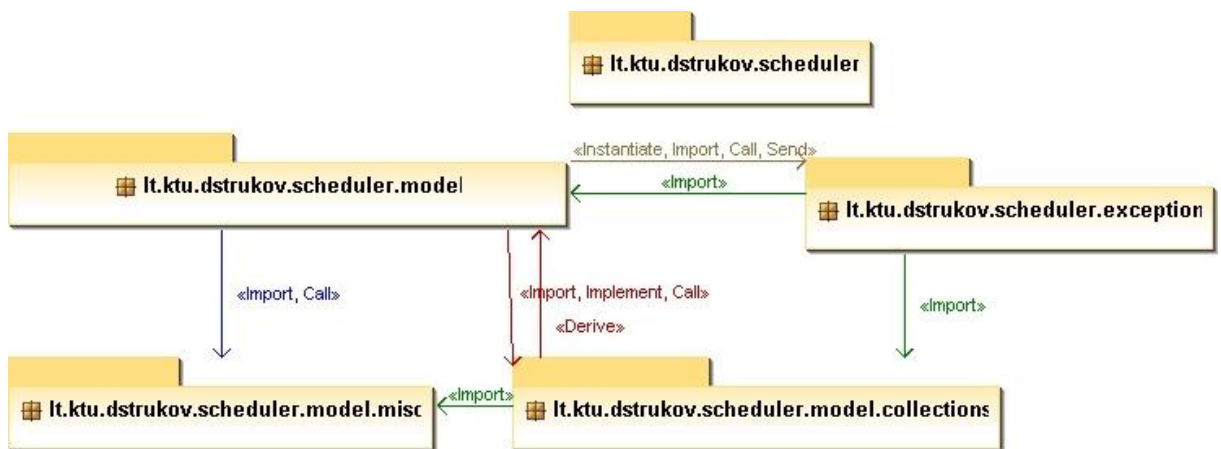 lt.ktu.dstrukov.scheduler
«Instantiate, Import, Call, Send»
lt.ktu.dstrukov.scheduler.model
«Import»
lt.ktu.dstrukov.scheduler.exception
«Import, Call»
«Import, Implement, Call»
«Import»
«Derive»
«Import»
lt.ktu.dstrukov.scheduler.model.misc
lt.ktu.dstrukov.scheduler.model.collections